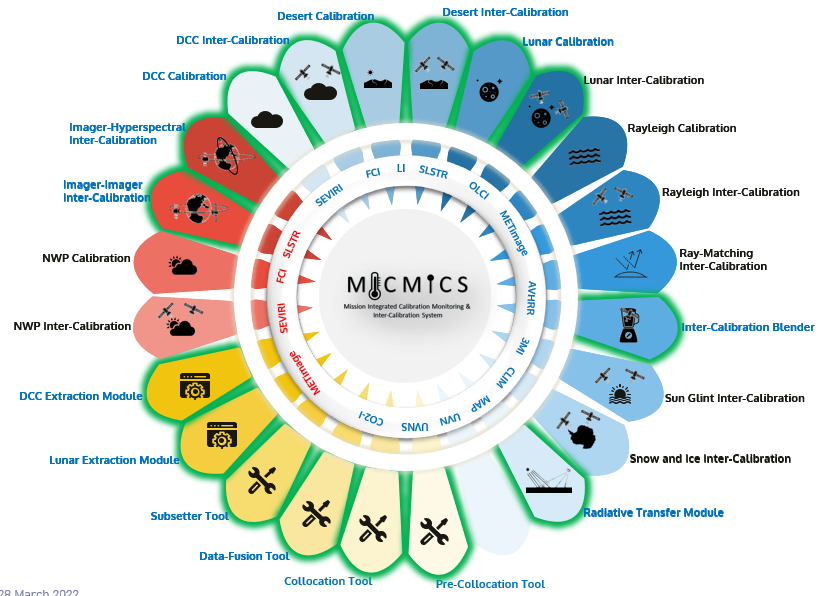 Desert Calibration
Desert Inter-Calibration
DCC Inter-Calibration
Lunar Calibration
DCC Calibration
Lunar Inter-Calibration
Imager-Hyperspectral
Inter-Calibration
Rayleigh Calibration
Imager-Imager
Inter-Calibration
Rayleigh Inter-Calibration
NWP Calibration
Ray-Matching
Inter-Calibration
NWP Inter-Calibration
Inter-Calibration Blender
DCC Extraction Module
Sun Glint Inter-Calibration
Lunar Extraction Module
Snow and Ice Inter-Calibration
Subsetter Tool
Radiative Transfer Module
Data-Fusion Tool
Collocation Tool
Pre-Collocation Tool
SEVIRI
FCI
LI
SLSTR
OLCI
METimage
AVHRR
3MI
CLIM
MAP
UVN
UVNS
CO2-I
METimage
SEVIRI
FCI
SLSTR
MICMICS
Mission Integrated Calibration Monitoring &
Inter-Calibration System
28 March 2022